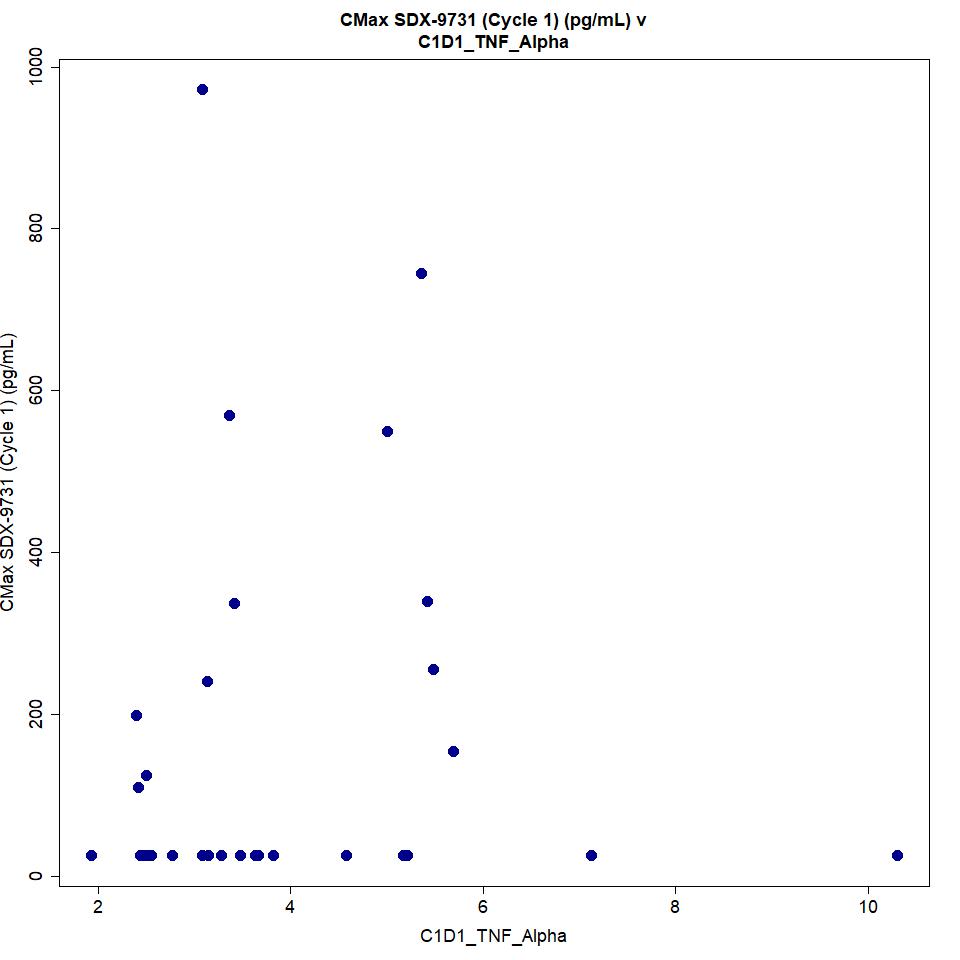 CMax SDX-9731 (Cycle 1) (pg/mL) v
C1D1_TNF_Alpha
CMax SDX-9731 (Cycle 1) (pg/mL)
1000
800
600
400
200
0
2 4 6 8 10
C1D1_TNF_Alpha